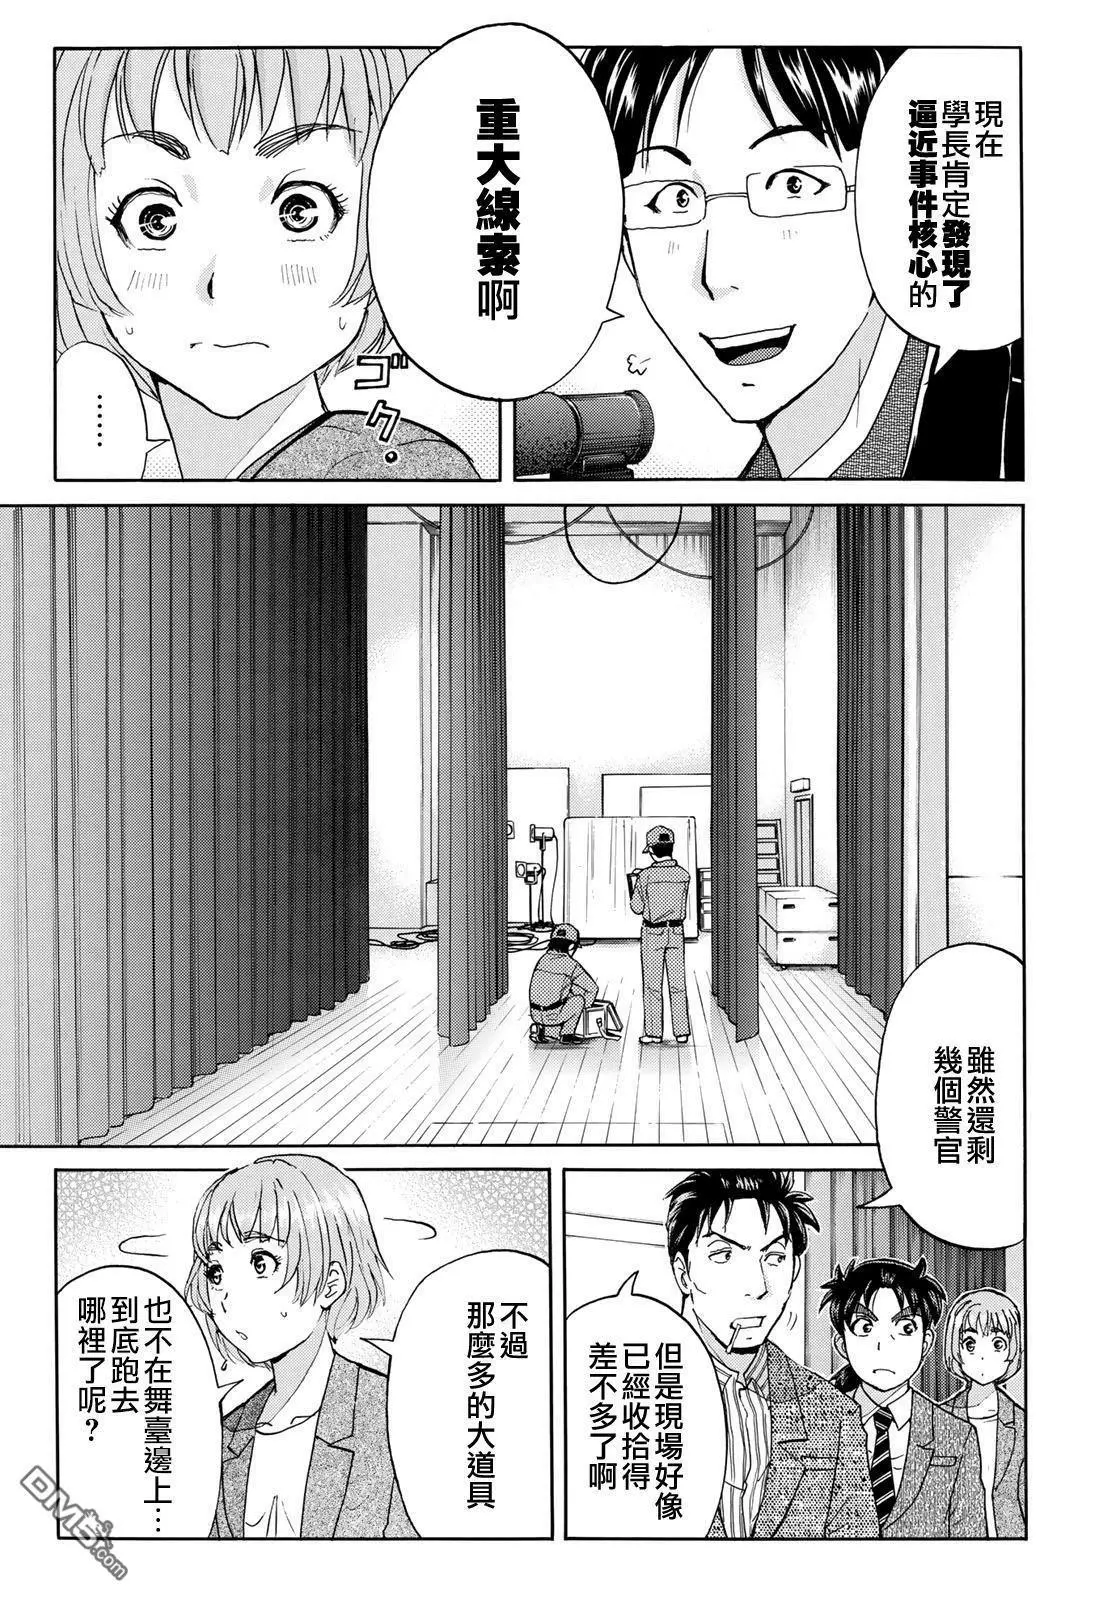 現在
學長肯定發現了
逼近事件核心的
重大線索啊
ゴクッ
……
雖然還剩
幾個警官
但是現場好像
已經收拾得
差不多了啊
不過
那麼多的大道具
也不在舞臺邊上…
到底跑去
哪裡了呢？
DM5.com